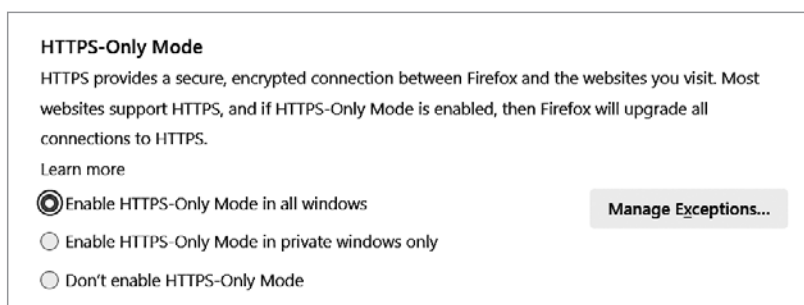 HTTPS-Only Mode
HTTPS provides a secure, encrypted connection between Firefox and the websites you visit. Most
websites support HTTPS, and if HTTPS-Only Mode is enabled, then Firefox will upgrade all
connections to HTTPS.
Learn more
Enable HTTPS-Only Mode in all windows
Manage Exceptions...
Enable HTTPS-Only Mode in private windows only
Don't enable HTTPS-Only Mode